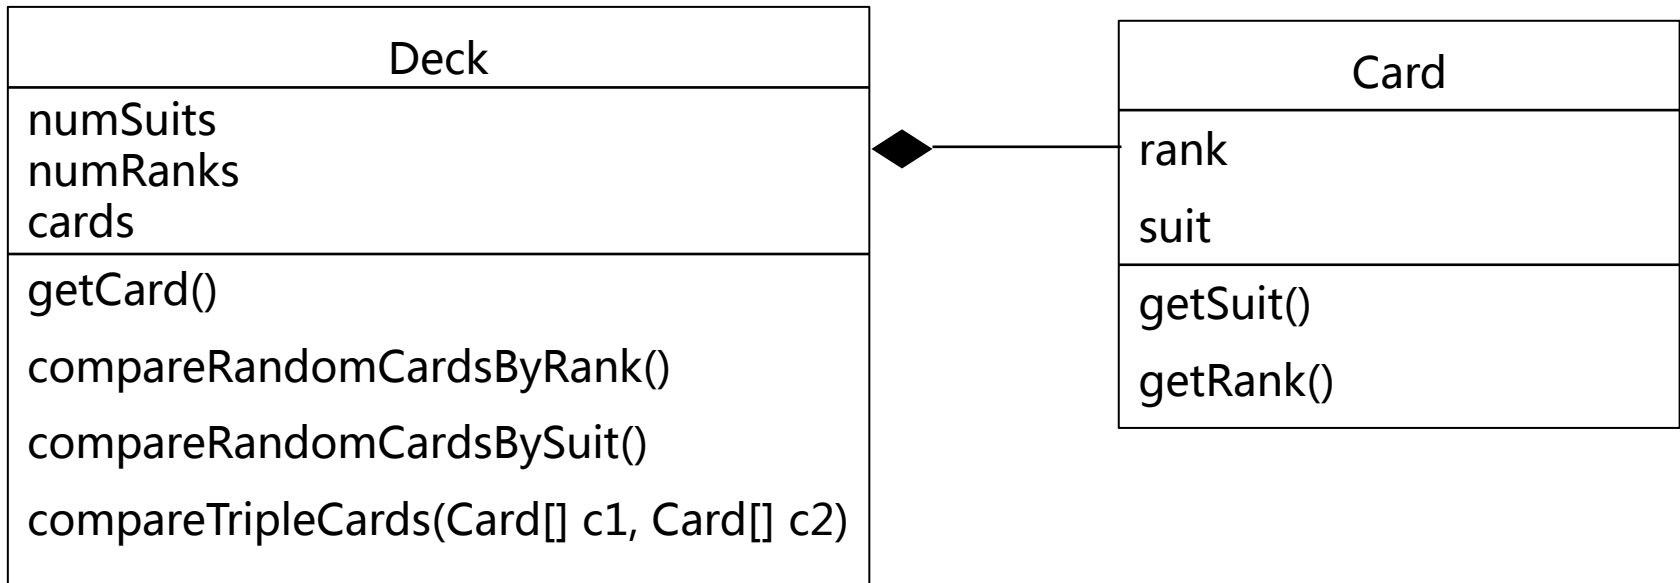 Deck
numSuits
numRanks
cards
getCard()
compareRandomCardsByRank()
compareRandomCardsBySuit()
compareTripleCards(Card[] c1, Card[] c2)
Card
rank
suit
getSuit()
getRank()